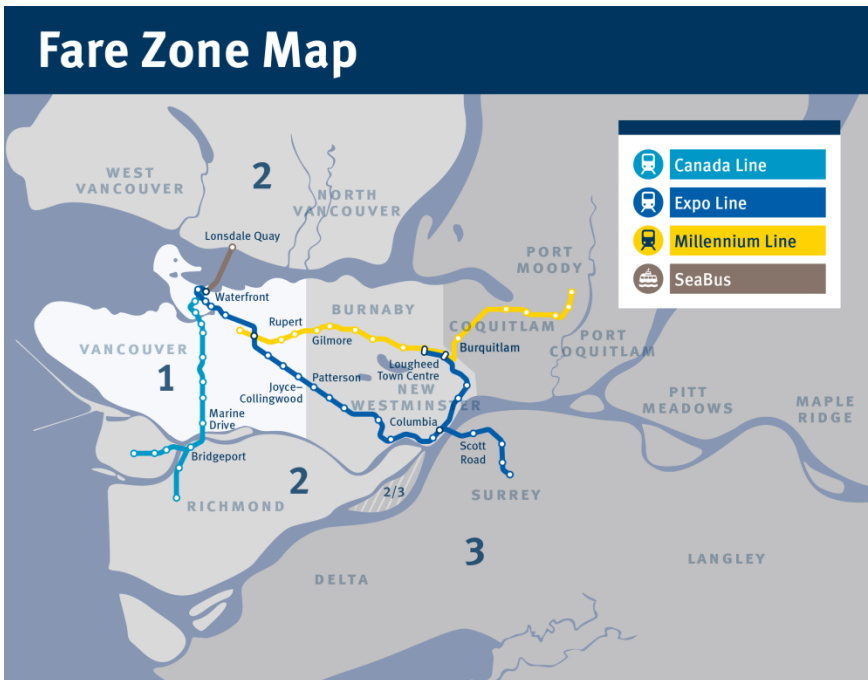 Fare Zone Map
Canada Line
Expo Line
Millennium Line
SeaBus
WEST
VANCOUVER
2
NORTH
VANCOUVER
Lonsdale Quay
PORT
MOODY
Waterfront
BURNABY
Rupert
Gilmore
COQUITLAM
PORT
COQUITLAM
VANCOUVER
1
Burquitlam
Lougheed
Town Centre
Joyce–
Collingwood
Patterson
NEW
WESTMINSTER
PITT
MEADOWS
MAPLE
RIDGE
Marine
Drive
Columbia
Bridgeport
Scott
Road
2
2/3
RICHMOND
SURREY
3
LANGLEY
DELTA